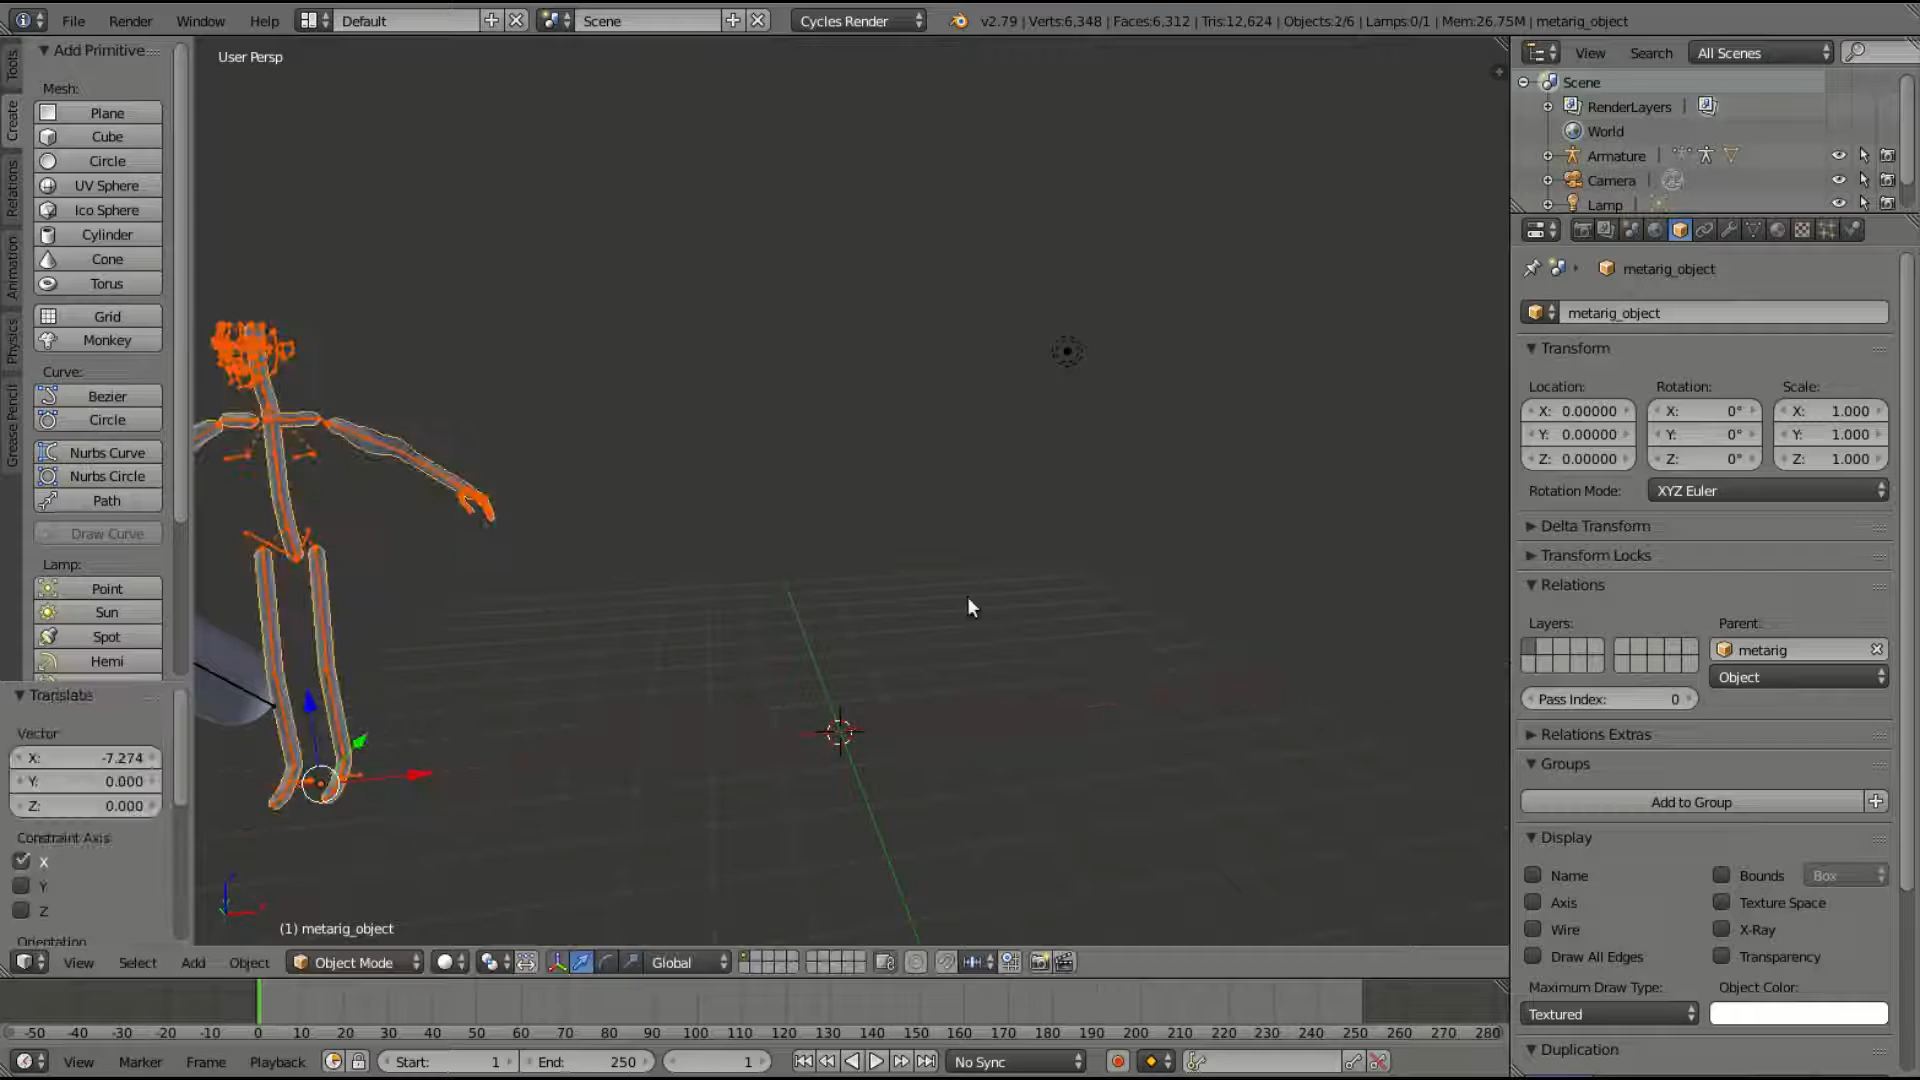 File Render Window Help Default Scene Cycles Render v2.79 | Verts:6,348 | Faces:6,312 | Tris:12,624 | Objects:2/6 | Lamps:0/1 | Mem:26.75M | metarig_object
Tools
Create
Relations
Animation
Physics
Grease Pencil
Add Primitive
Mesh:
Plane
Cube
Circle
UV Sphere
Ico Sphere
Cylinder
Cone
Torus
Grid
Monkey
Curve:
Bezier
Circle
Nurbs Curve
Nurbs Circle
Path
Draw Curve
Lamp:
Point
Sun
Spot
Hemi
Translate
Vector
X: -7.274
Y: 0.000
Z: 0.000
Constraint Axis
X
Y
Z
Orientation
User Persp
(1) metarig_object
View Select Add Object Object Mode Global
-50 -40 -30 -20 -10 0 10 20 30 40 50 60 70 80 90 100 110 120 130 140 150 160 170 180 190 200 210 220 230 240 250 260 270 280
View Marker Frame Playback Start: 1 End: 250 1 No Sync
View Search All Scenes
Scene
RenderLayers
World
Armature
Camera
Lamp
metarig_object
metarig_object
Transform
Location: Rotation: Scale:
X: 0.00000 X: 0° X: 1.000
Y: 0.00000 Y: 0° Y: 1.000
Z: 0.00000 Z: 0° Z: 1.000
Rotation Mode: XYZ Euler
Delta Transform
Transform Locks
Relations
Layers: Parent:
metarig
Object
Pass Index: 0
Relations Extras
Groups
Add to Group
Display
Name Bounds Box
Axis Texture Space
Wire X-Ray
Draw All Edges Transparency
Maximum Draw Type: Object Color:
Textured
Duplication